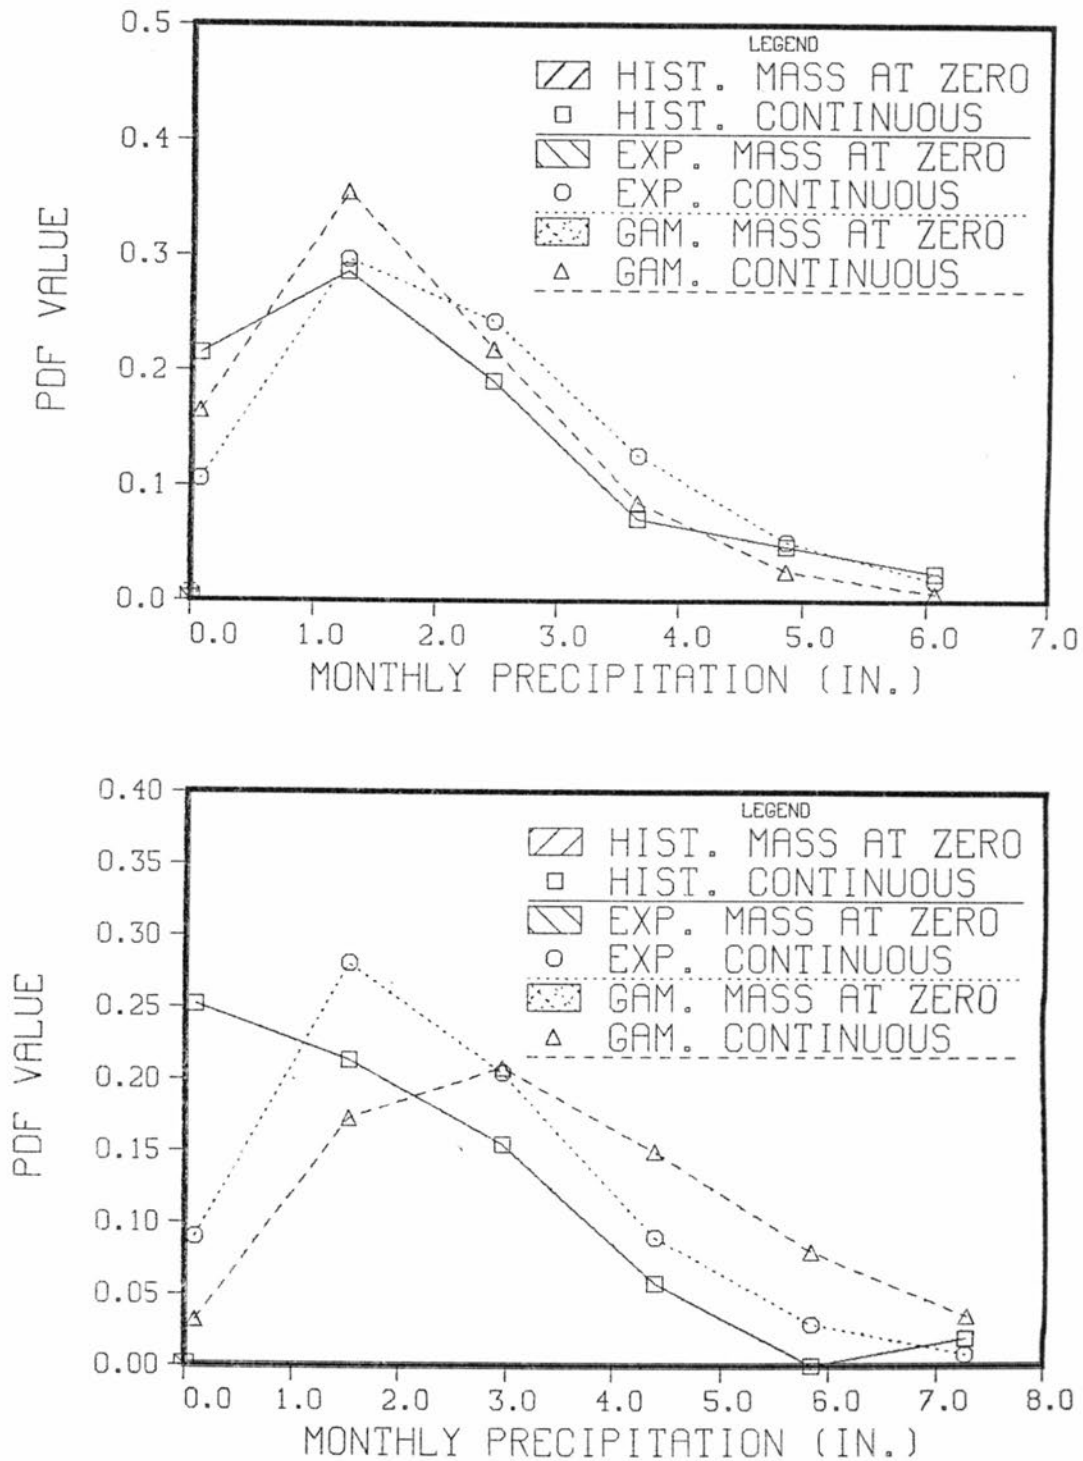 0.5
0.4
0.3
0.2
0.1
0.0
PDF VALUE
LEGEND
HIST. MASS AT ZERO
HIST. CONTINUOUS
EXP. MASS AT ZERO
EXP. CONTINUOUS
GAM. MASS AT ZERO
GAM. CONTINUOUS
0.0 1.0 2.0 3.0 4.0 5.0 6.0 7.0
MONTHLY PRECIPITATION (IN.)
0.40
0.35
0.30
0.25
0.20
0.15
0.10
0.05
0.00
PDF VALUE
LEGEND
HIST. MASS AT ZERO
HIST. CONTINUOUS
EXP. MASS AT ZERO
EXP. CONTINUOUS
GAM. MASS AT ZERO
GAM. CONTINUOUS
0.0 1.0 2.0 3.0 4.0 5.0 6.0 7.0 8.0
MONTHLY PRECIPITATION (IN.)